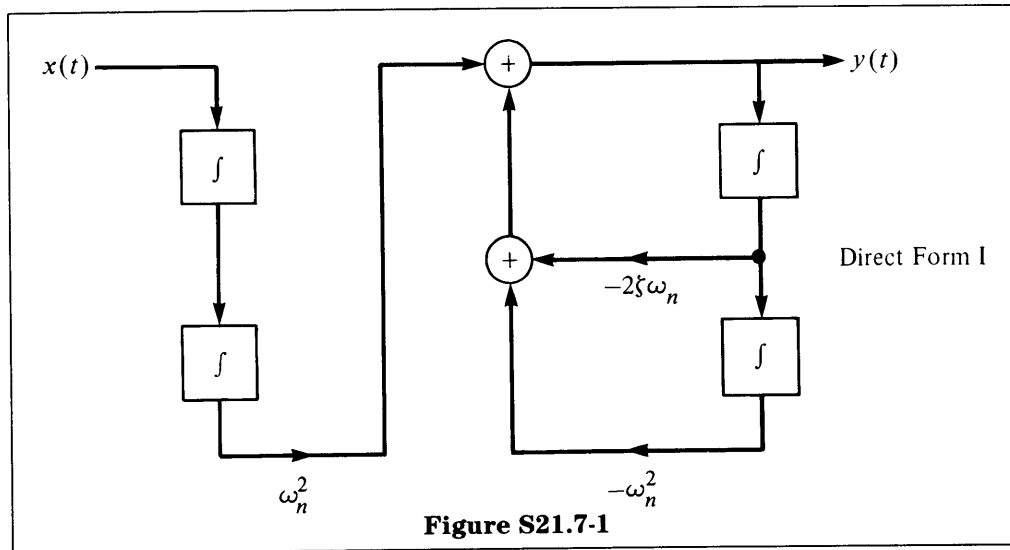 x(t)
+
y(t)
∫
∫
+
−2ζω_n
Direct Form I
∫
∫
ω_n^2
−ω_n^2
Figure S21.7-1